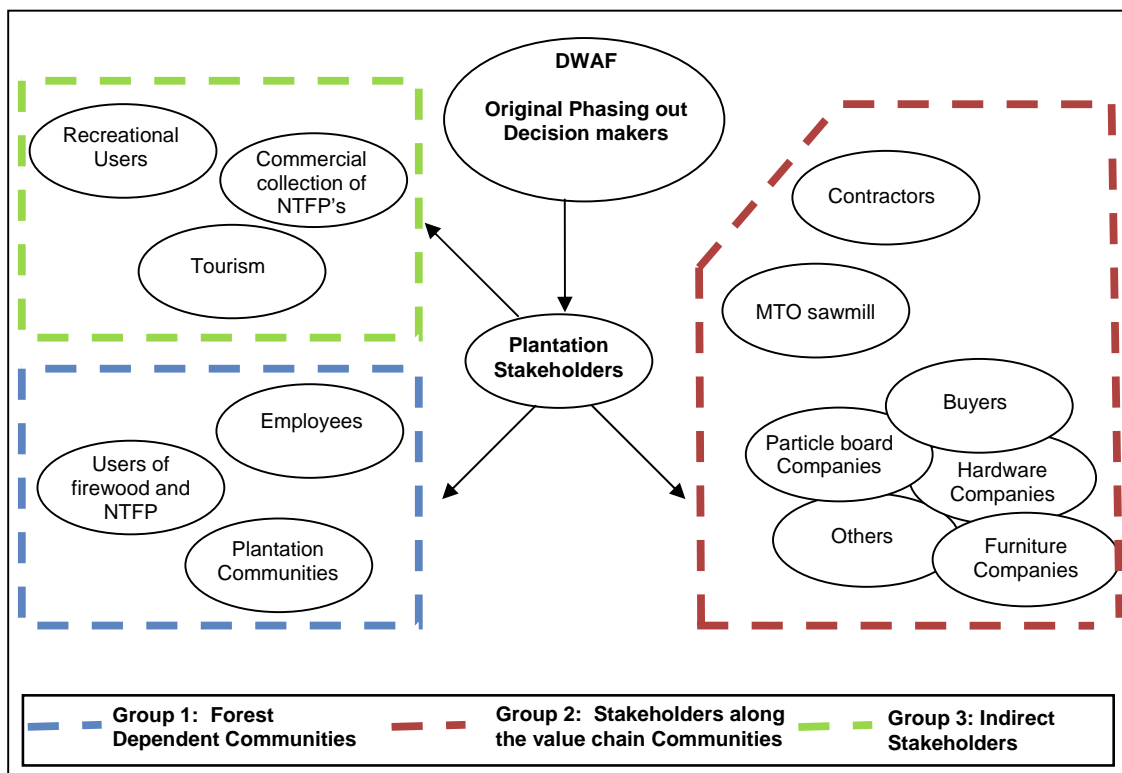 DWAF
Original Phasing out
Decision makers
Recreational
Users
Commercial
collection of
NTFP's
Tourism
Contractors
MTO sawmill
Plantation
Stakeholders
Employees
Users of
firewood and
NTFP
Plantation
Communities
Buyers
Particle board
Companies
Hardware
Companies
Others
Furniture
Companies
Group 1: Forest
Dependent Communities
Group 2: Stakeholders along
the value chain Communities
Group 3: Indirect
Stakeholders